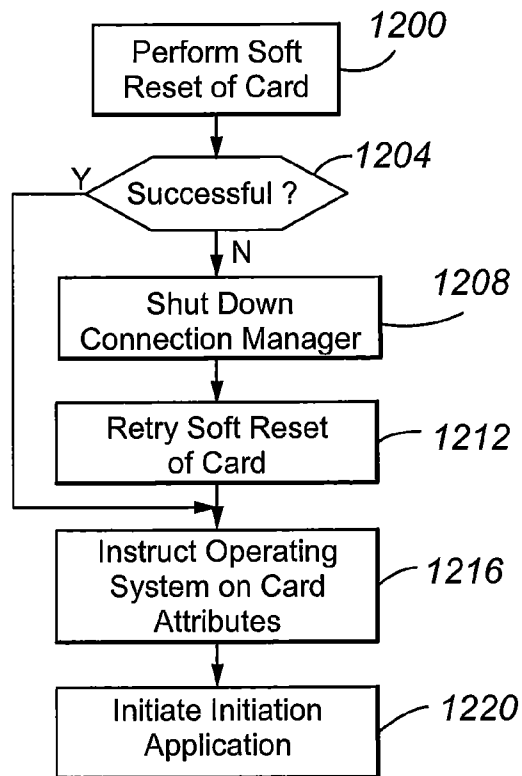 1200
Perform Soft
Reset of Card
1204
Y
Successful ?
N
1208
Shut Down
Connection Manager
Retry Soft Reset
of Card
1212
Instruct Operating
System on Card
Attributes
1216
Initiate Initiation
Application
1220